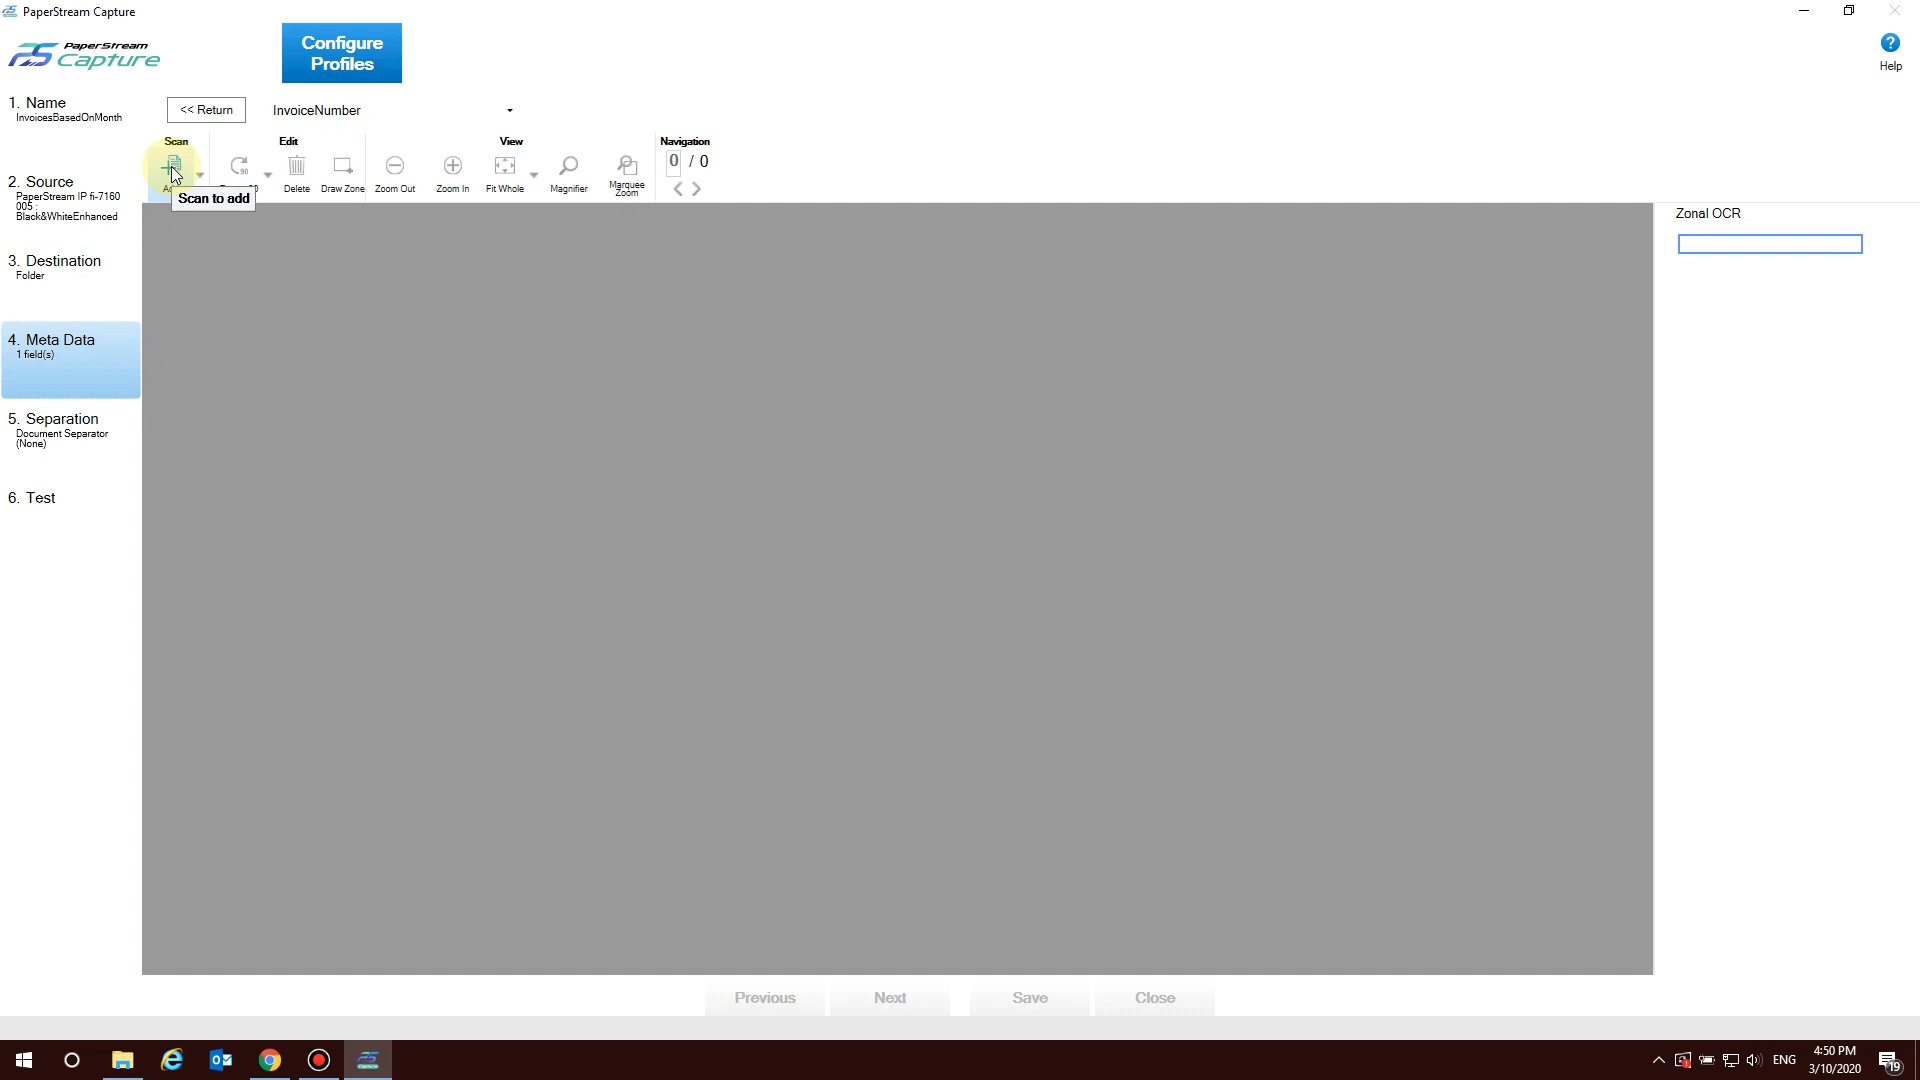 PaperStream Capture
PaperStream
Capture
Configure
Profiles
?
Help
1. Name
InvoicesBasedOnMonth
<< Return
InvoiceNumber
Scan
Edit
View
Navigation
0 / 0
90
Delete
Draw Zone
Zoom Out
Zoom In
Fit Whole
Magnifier
Marquee
Zoom
Scan to add
2. Source
PaperStream IP fi-7160
005 :
Black&WhiteEnhanced
Zonal OCR
3. Destination
Folder
4. Meta Data
1 field(s)
5. Separation
Document Separator
(None)
6. Test
Previous
Next
Save
Close
ENG
4:50 PM
3/10/2020
19